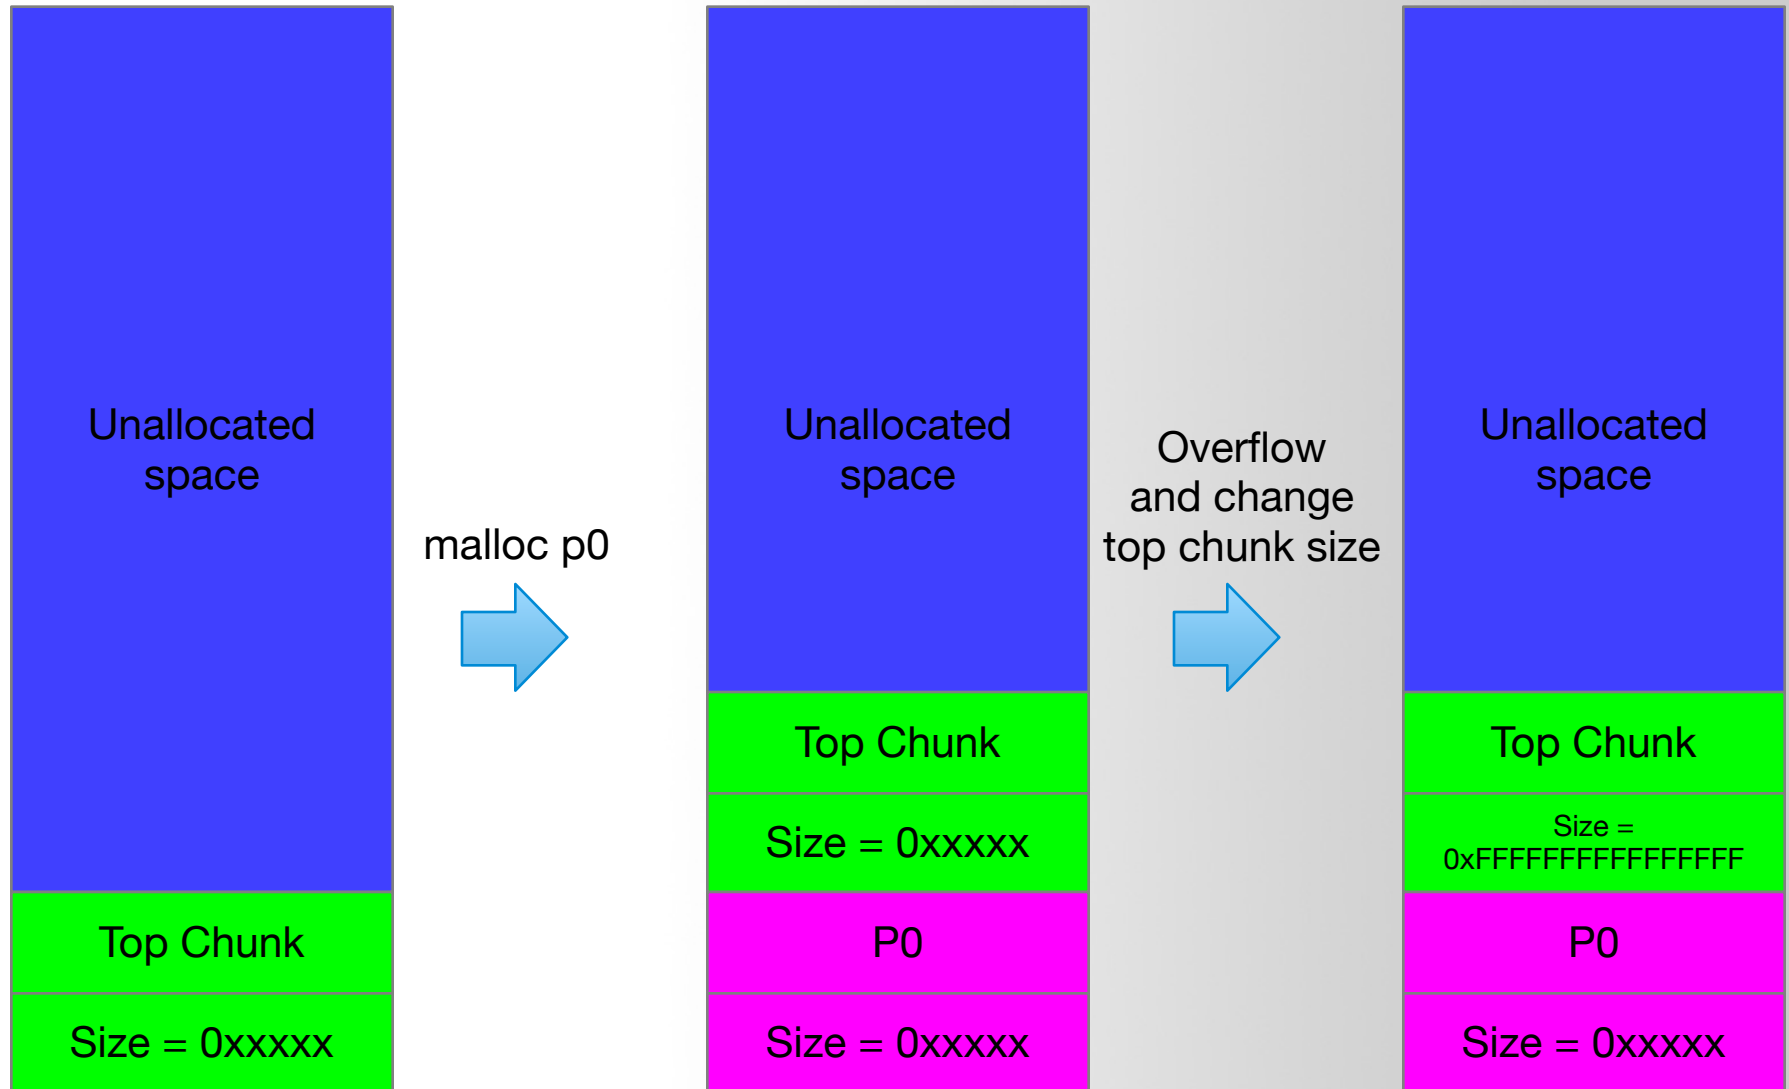 Unallocated
space
Top Chunk
Size = 0xxxxx
malloc p0
Unallocated
space
Top Chunk
Size = 0xxxxx
P0
Size = 0xxxxx
Overflow
and change
top chunk size
Unallocated
space
Top Chunk
Size =
0xFFFFFFFFFFFFFFFF
P0
Size = 0xxxxx